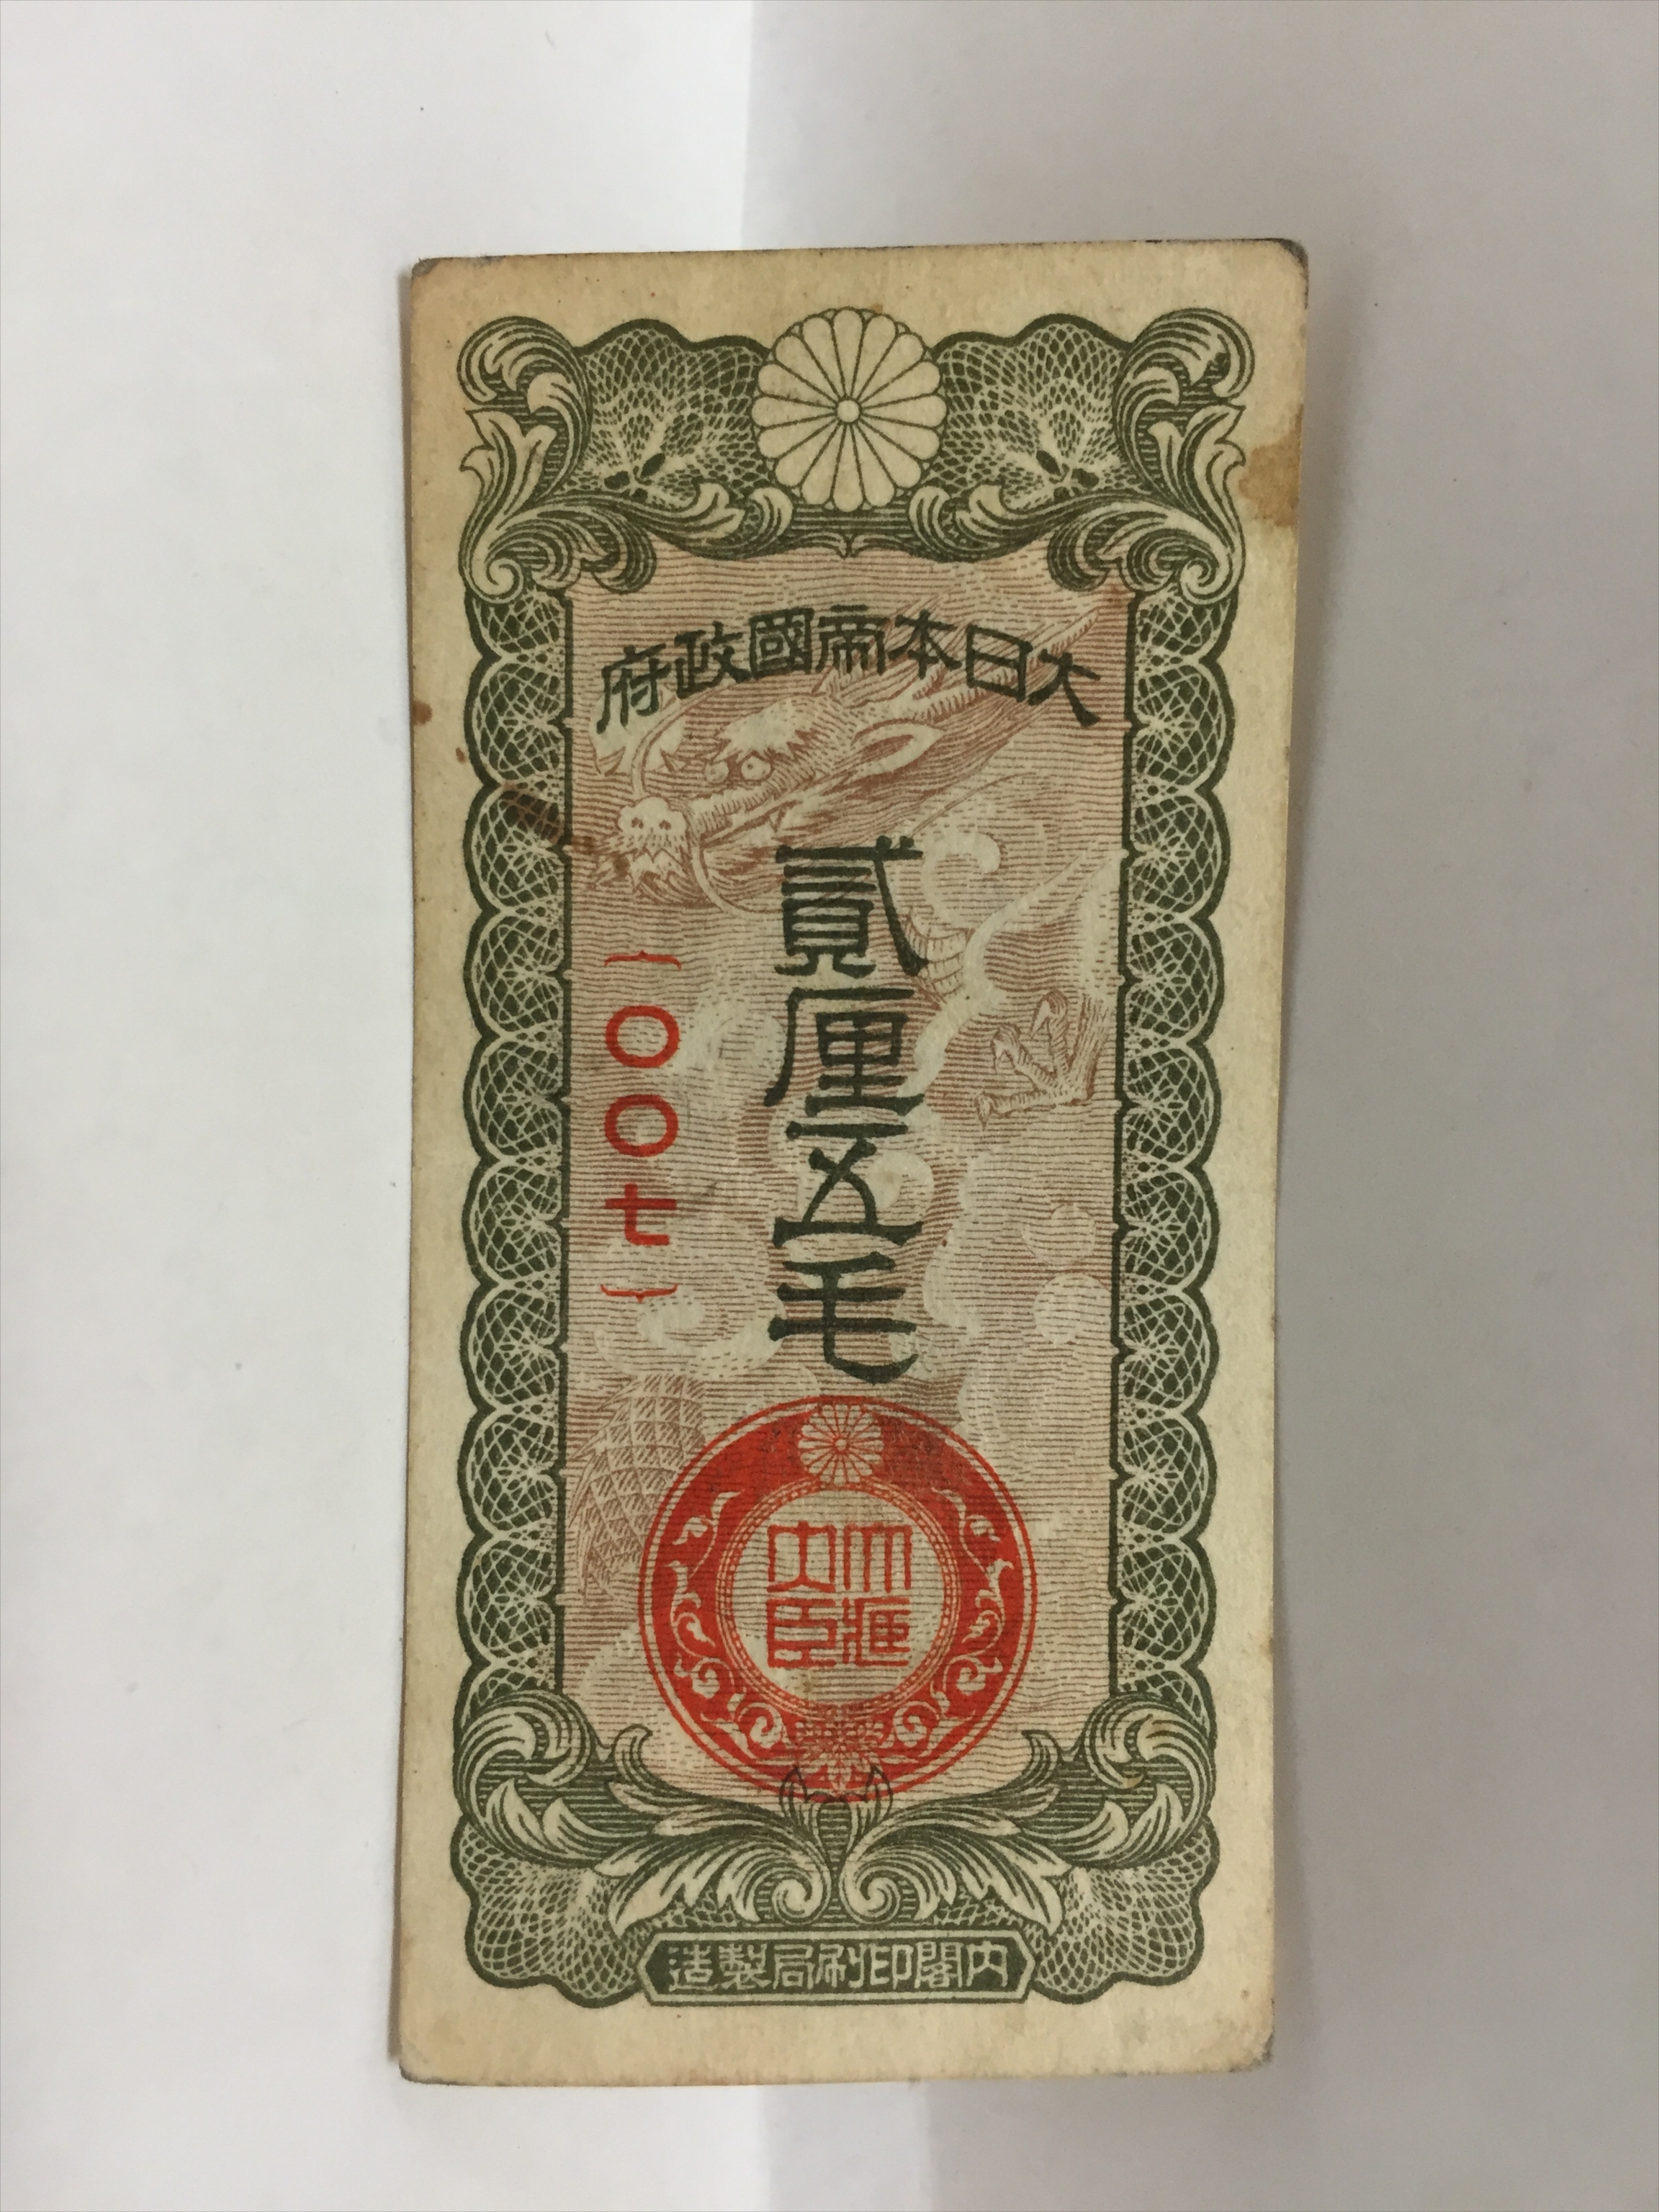 大日本帝國政府
貳厘五毛
{〇〇七}
大藏
大臣
内閣印刷局製造